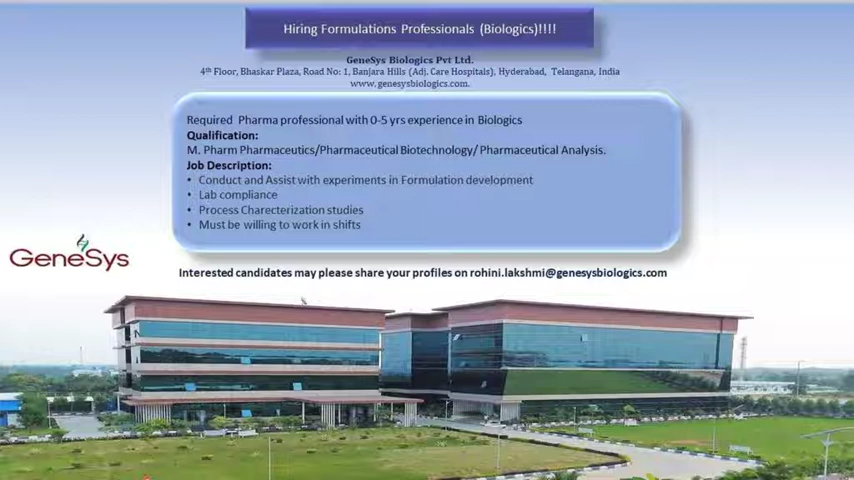 Hiring Formulations Professionals (Biologics)!!!!
GeneSys Biologics Pvt Ltd.
4th Floor, Bhaskar Plaza, Road No: 1, Banjara Hills (Adj. Care Hospitals), Hyderabad, Telangana, India
www.genesysbiologics.com.
Required Pharma professional with 0-5 yrs experience in Biologics
Qualification:
M. Pharm Pharmaceutics/Pharmaceutical Biotechnology/ Pharmaceutical Analysis.
Job Description:
• Conduct and Assist with experiments in Formulation development
• Lab compliance
• Process Charecterization studies
• Must be willing to work in shifts
GeneSys
Interested candidates may please share your profiles on rohini.lakshmi@genesysbiologics.com